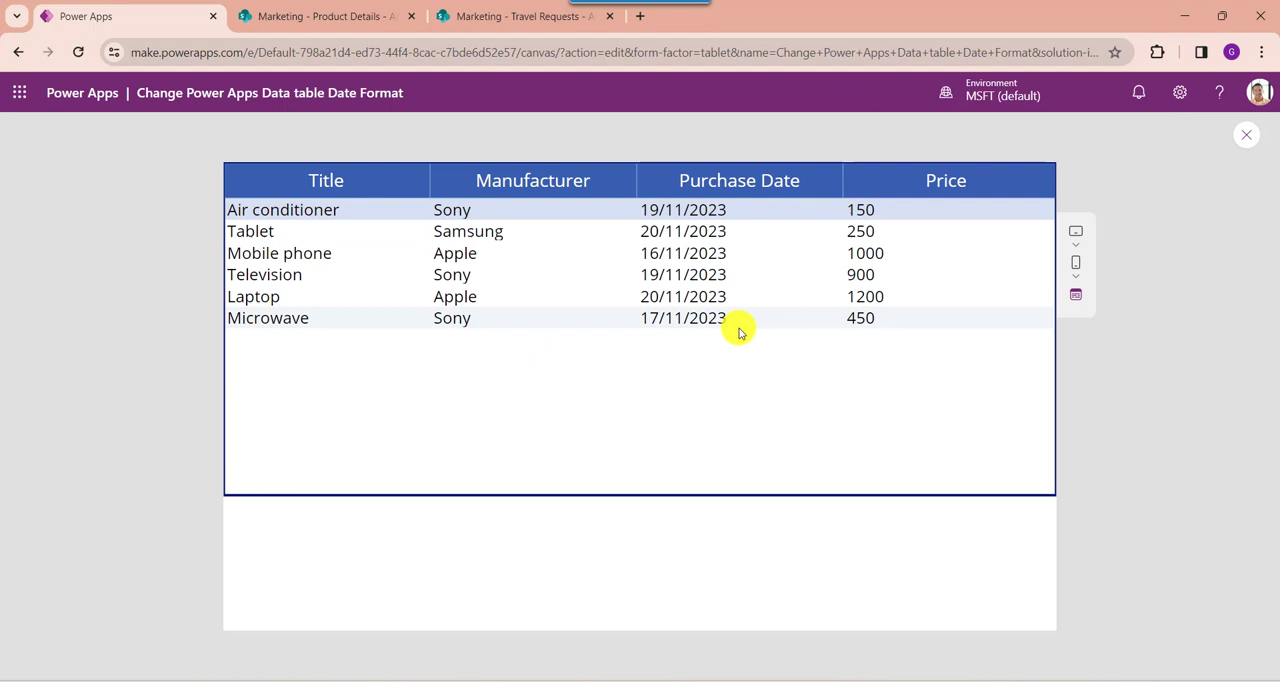 Power Apps
Marketing - Product Details - A
Marketing - Travel Requests - A
make.powerapps.com/e/Default-798a21d4-ed73-44f4-8cac-c7bde6d52e57/canvas/?action=edit&form-factor=tablet&name=Change+Power+Apps+Data+table+Date+Format&solution-i...
G
Power Apps | Change Power Apps Data table Date Format
Environment
MSFT (default)
?
Title Manufacturer Purchase Date Price
Air conditioner Sony 19/11/2023 150
Tablet Samsung 20/11/2023 250
Mobile phone Apple 16/11/2023 1000
Television Sony 19/11/2023 900
Laptop Apple 20/11/2023 1200
Microwave Sony 17/11/2023 450